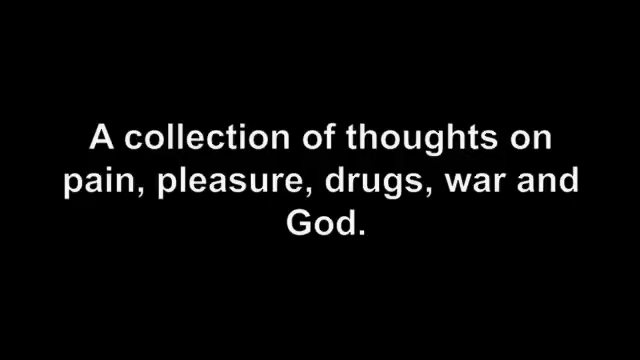 A collection of thoughts on
pain, pleasure, drugs, war and
God.